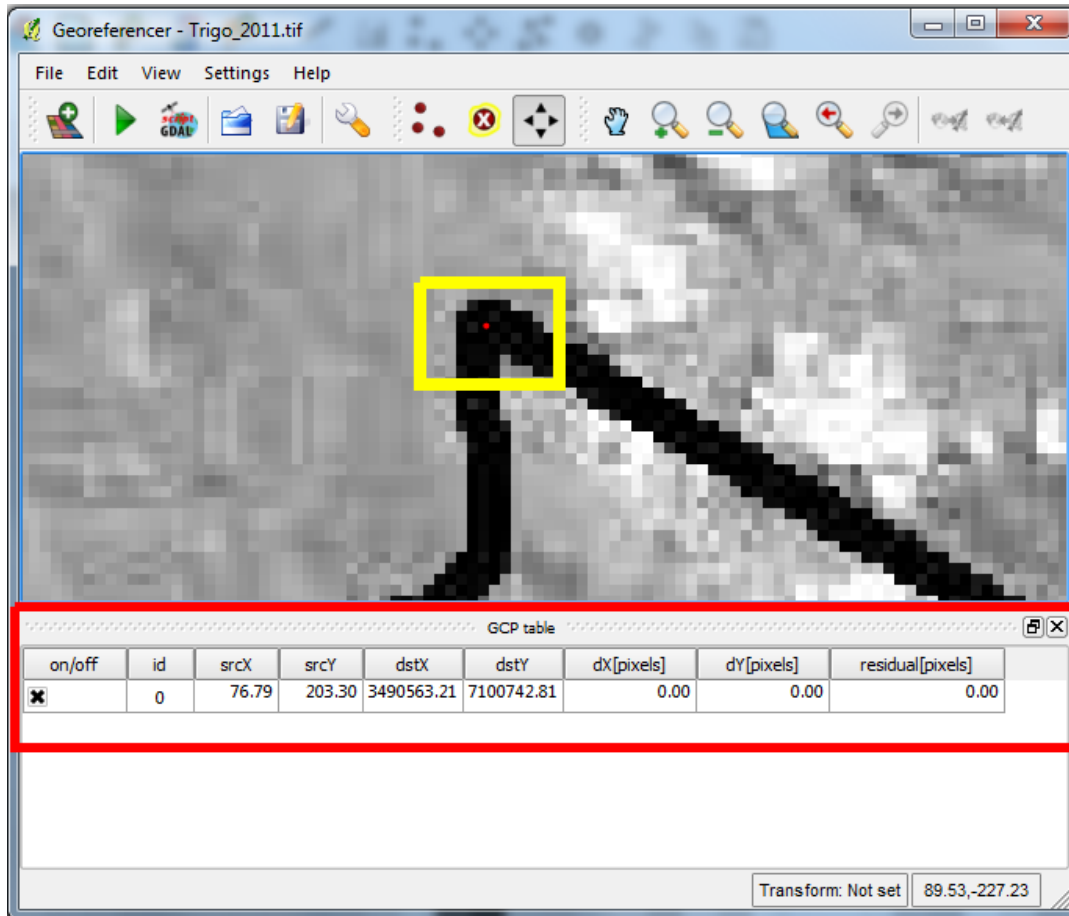 Georeferencer - Trigo_2011.tif
File Edit View Settings Help
script
GDAL
GCP table
on/off id srcX srcY dstX dstY dX[pixels] dY[pixels] residual[pixels]
0 76.79 203.30 3490563.21 7100742.81 0.00 0.00 0.00
Transform: Not set 89.53,-227.23